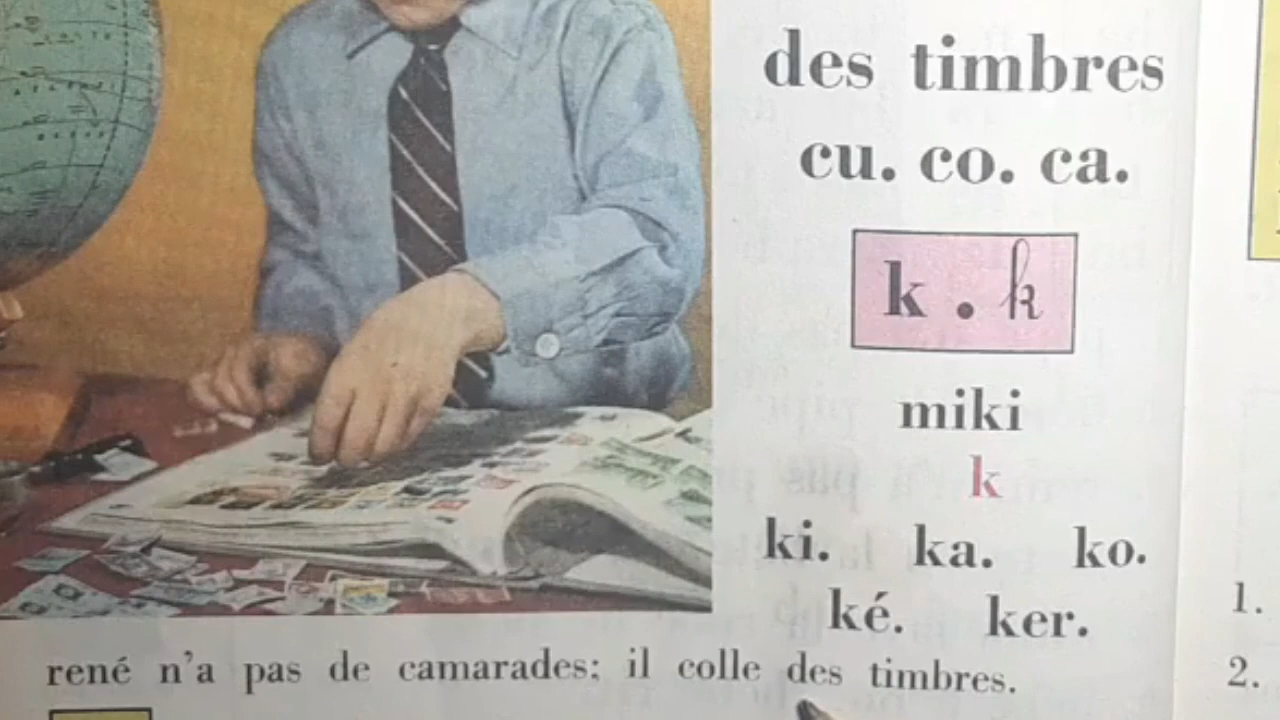 des timbres
cu. co. ca.
k . k
miki
k
ki. ka. ko.
ké. ker.
rené n'a pas de camarades; il colle des timbres.
1.
2.